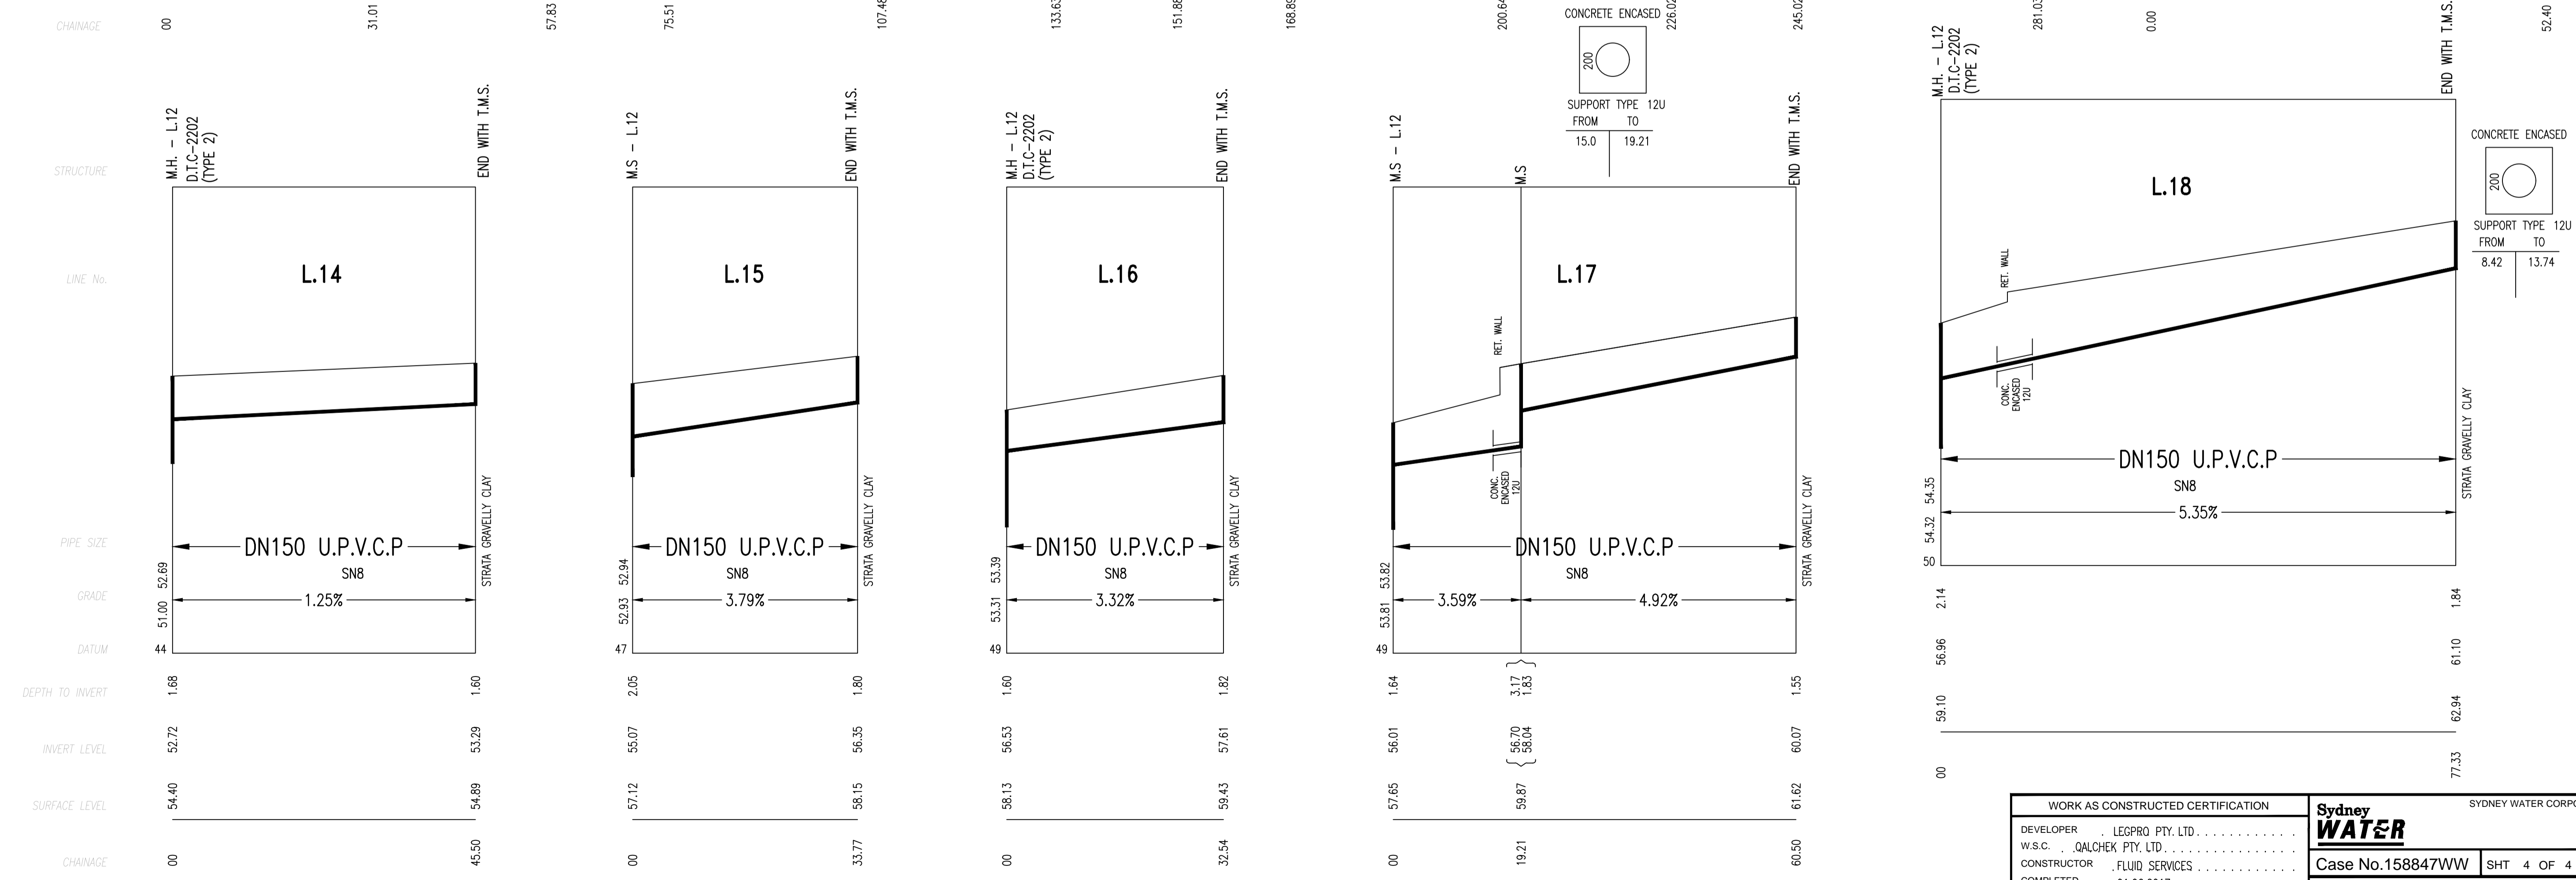 CHAINAGE 00 31.01 57.83 75.51 107.48 133.63 151.88 168.89 200.64 226.02 245.02 281.03 0.00 52.40
CONCRETE ENCASED
200
SUPPORT TYPE 12U
FROM TO
15.0 19.21
CONCRETE ENCASED
200
SUPPORT TYPE 12U
FROM TO
8.42 13.74
STRUCTURE
LINE No.
PIPE SIZE
GRADE
DATUM
DEPTH TO INVERT
INVERT LEVEL
SURFACE LEVEL
CHAINAGE
M.H. - L.12
D.T.C-2202
(TYPE 2)
END WITH T.M.S.
L.14
STRATA GRAVELLY CLAY
DN150 U.P.V.C.P
SN8
52.69
51.00
1.25%
44
1.68 1.60
52.72 53.29
54.40 54.89
00 45.50
M.S - L.12
END WITH T.M.S.
L.15
STRATA GRAVELLY CLAY
DN150 U.P.V.C.P
SN8
52.94
52.93
3.79%
47
2.05 1.80
55.07 56.35
57.12 58.15
00 33.77
M.H - L.12
D.T.C-2202
(TYPE 2)
END WITH T.M.S.
L.16
STRATA GRAVELLY CLAY
DN150 U.P.V.C.P
SN8
53.39
53.31
3.32%
49
1.60 1.82
56.53 57.61
58.13 59.43
00 32.54
M.S - L.12
M.S
END WITH T.M.S.
L.17
RET. WALL
CONC.
ENCASED
12U
STRATA GRAVELLY CLAY
DN150 U.P.V.C.P
SN8
53.82
53.81
3.59% 4.92%
49
1.64 3.17 1.83 1.55
56.01 56.70 58.04 60.07
57.65 59.87 61.62
00 19.21 60.50
M.H. - L.12
D.T.C-2202
(TYPE 2)
END WITH T.M.S.
L.18
RET. WALL
CONC.
ENCASED
12U
STRATA GRAVELLY CLAY
DN150 U.P.V.C.P
SN8
54.35
54.32
5.35%
50
2.14 1.84
56.96 61.10
59.10 62.94
00 77.33
WORK AS CONSTRUCTED CERTIFICATION
DEVELOPER . LEGPRO PTY. LTD
W.S.C. . .QALCHEK PTY. LTD
CONSTRUCTOR . FLUID SERVICES
Sydney
WATER
SYDNEY WATER CORPO
Case No.158847WW SHT 4 OF 4